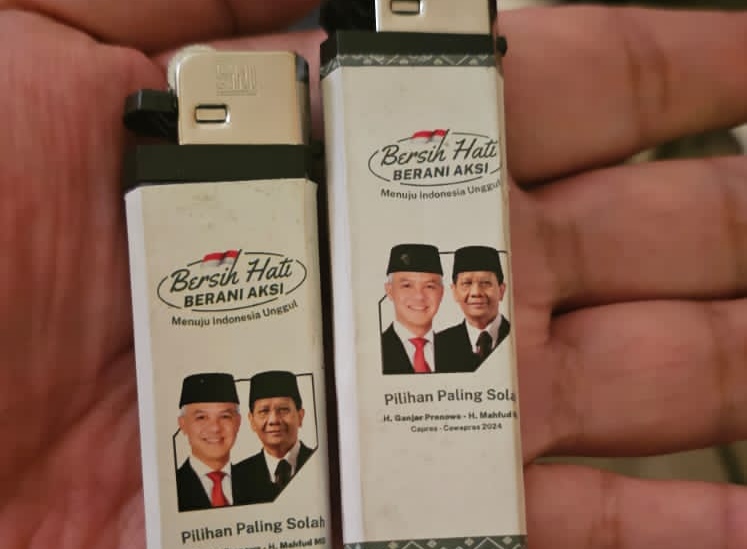 SNI
Bersih Hati
BERANI AKSI
Menuju Indonesia Unggul
Pilihan Paling Solah
Bersih Hati
BERANI AKSI
Menuju Indonesia Unggul
Pilihan Paling Sola
H. Ganjar Pranowo - H. Mahfud
Capres - Cawapres 2024